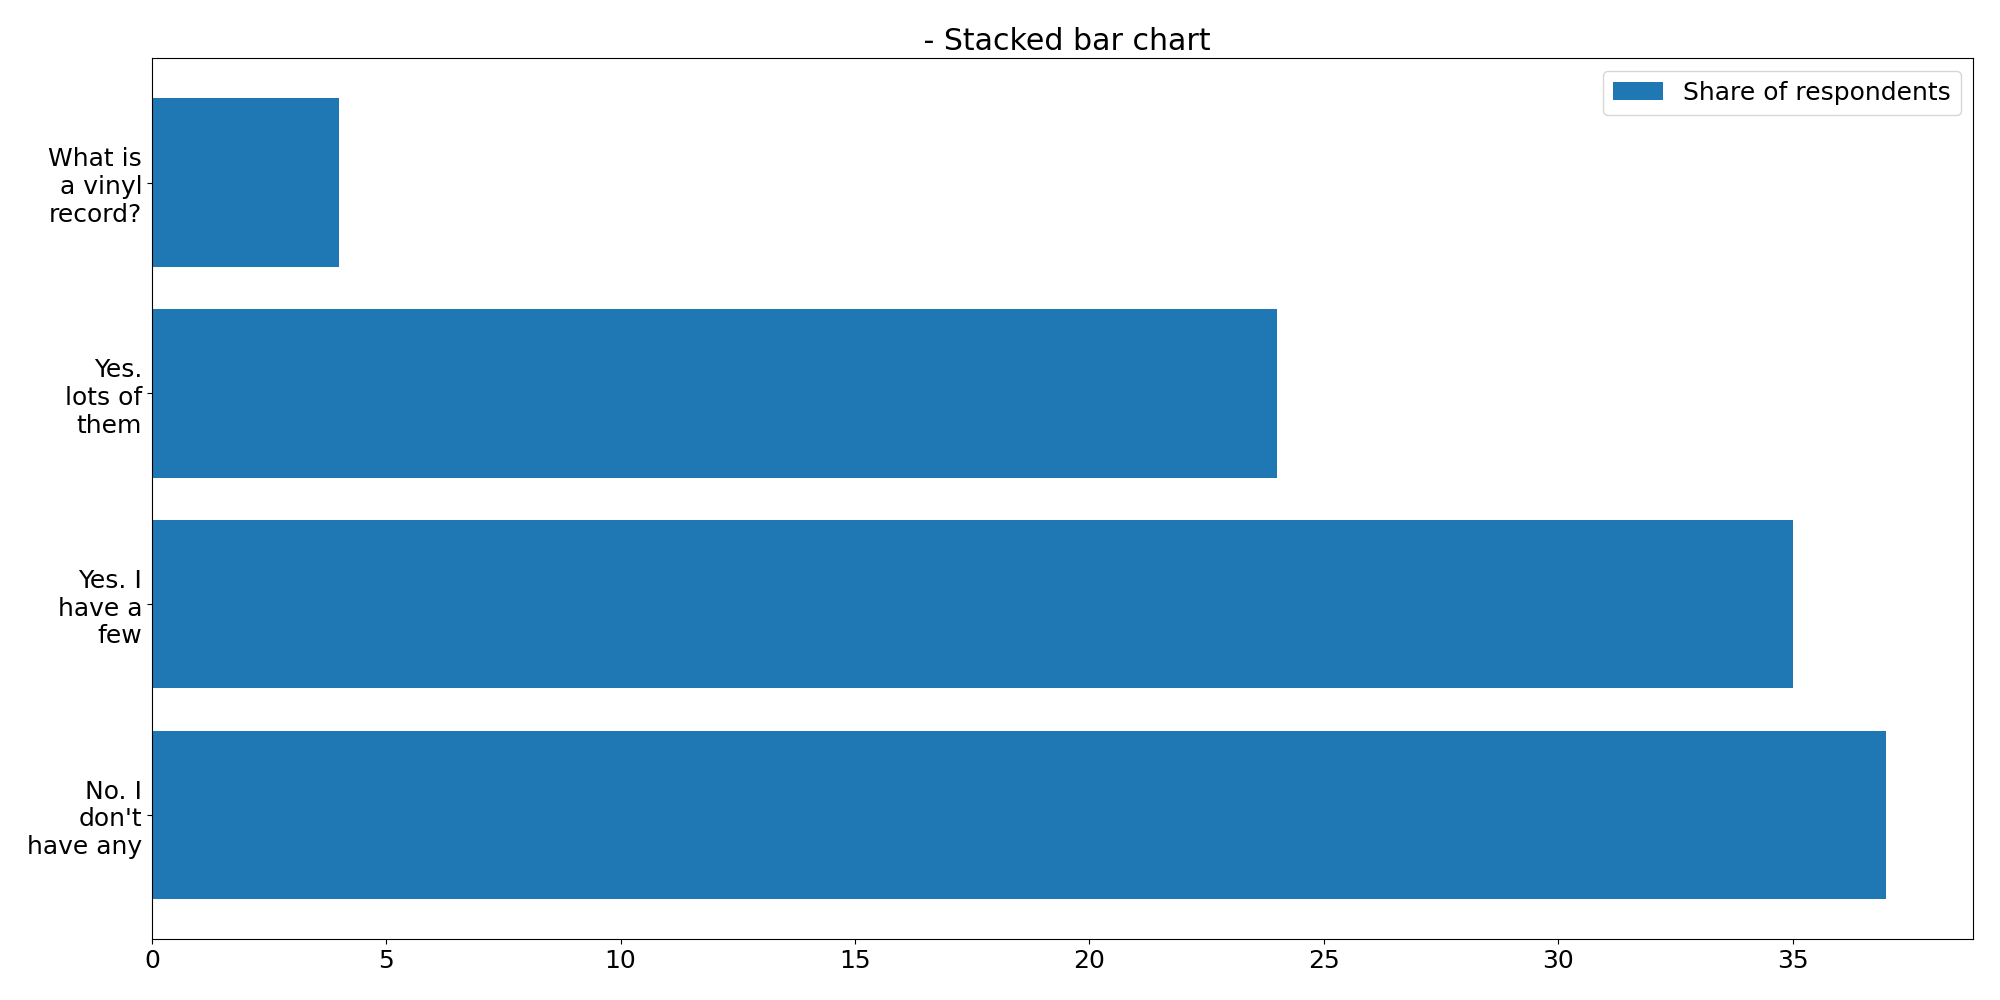 - Stacked bar chart
Share of respondents
What is
a vinyl
record?
Yes.
lots of
them
Yes. I
have a
few
No. I
don't
have any
0 5 10 15 20 25 30 35